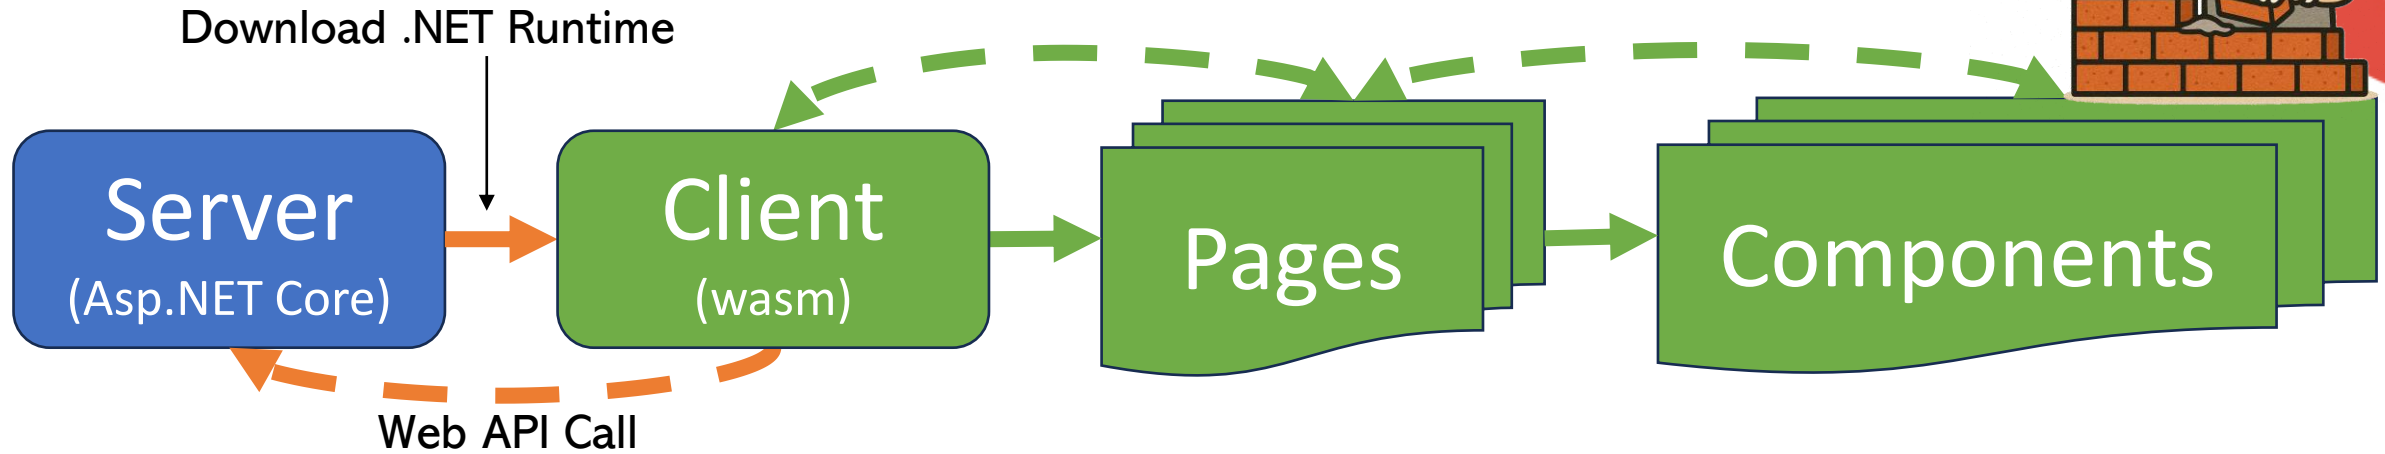 Download .NET Runtime
Server
(Asp.NET Core)
Client
(wasm)
Pages
Components
Web API Call